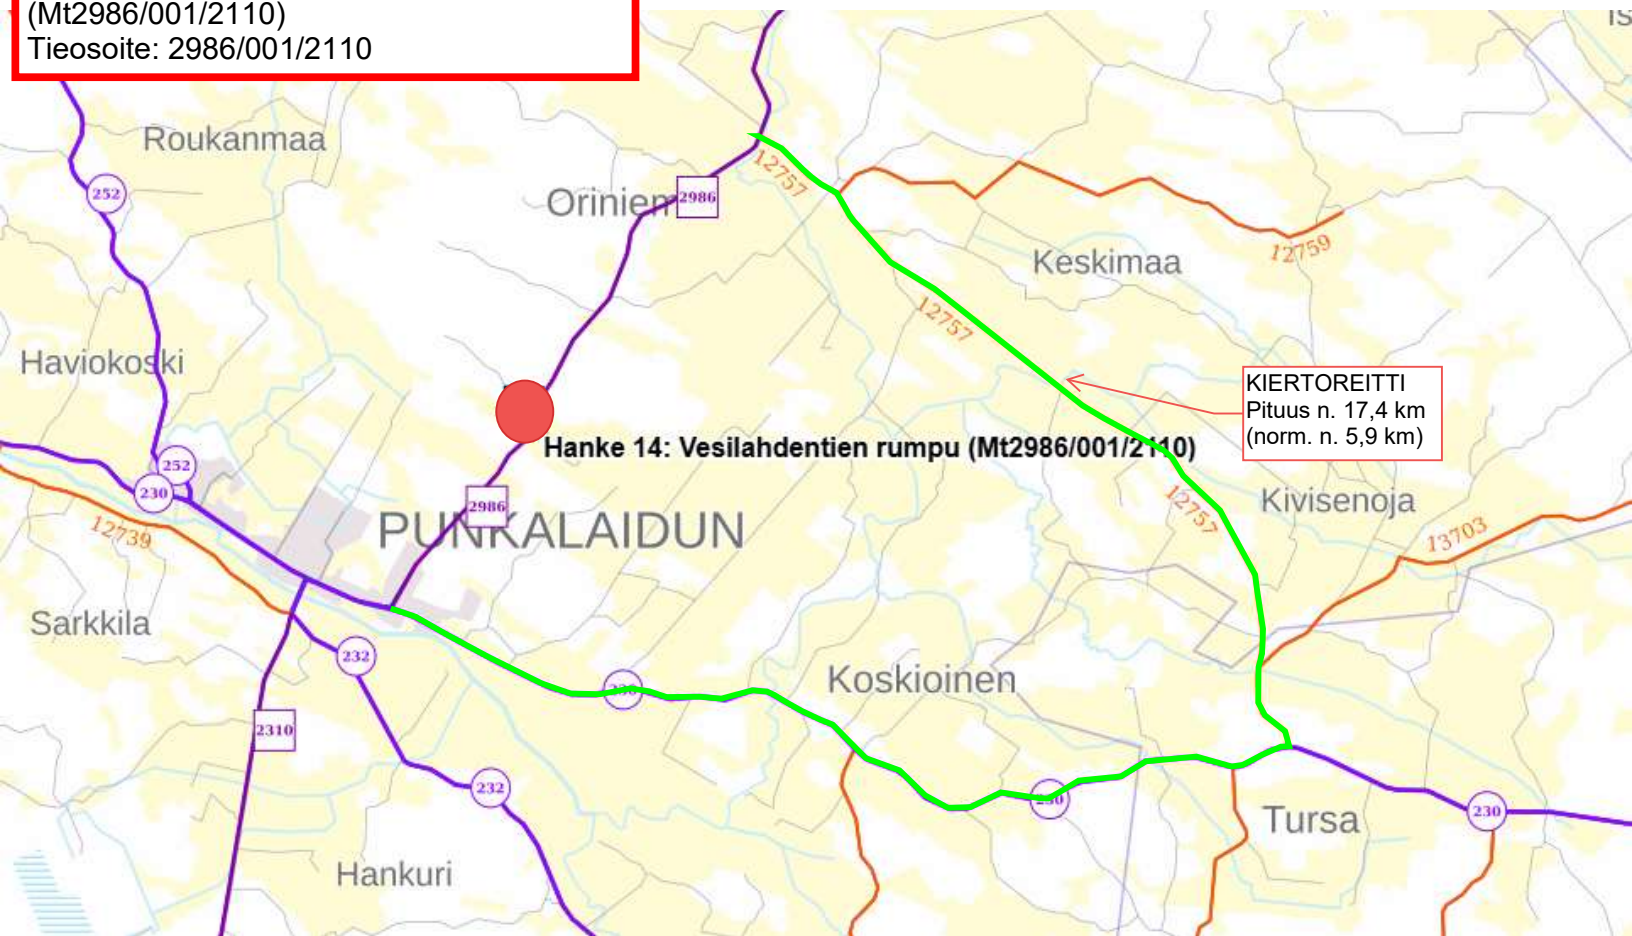 (Mt2986/001/2110)
Tieosoite: 2986/001/2110
Roukanmaa
252
12757
2986
Keskimaa
12759
12757
Haviokoski
KIERTOREITTI
Pituus n. 17,4 km
(norm. n. 5,9 km)
Hanke 14: Vesilahdentien rumpu (Mt2986/001/2110)
252
230
2986
PUNKALAIDUN
12757
Kivisenoja
12739
13703
Sarkkila
232
Koskioinen
230
2310
232
230
Tursa
230
Hankuri